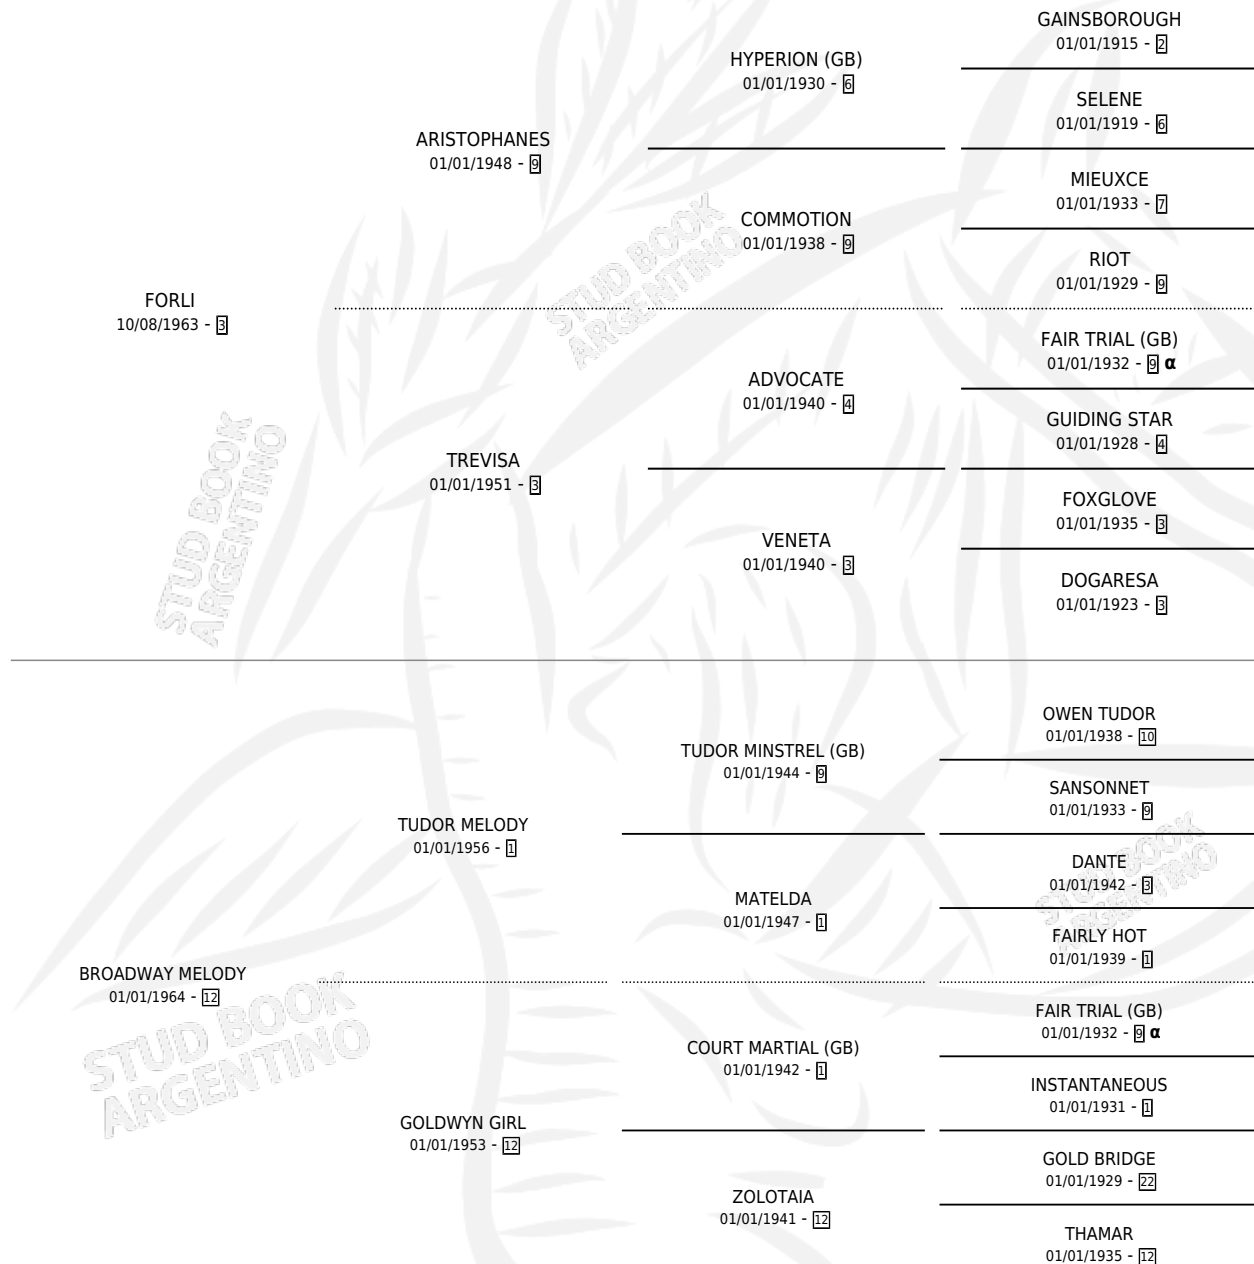 GAINSBOROUGH
01/01/1915 - 2
HYPERION (GB)
01/01/1930 - 6
SELENE
01/01/1919 - 6
ARISTOPHANES
01/01/1948 - 9
MIEUXCE
01/01/1933 - 7
COMMOTION
01/01/1938 - 9
RIOT
01/01/1929 - 9
FORLI
10/08/1963 - 3
FAIR TRIAL (GB)
01/01/1932 - 9 α
ADVOCATE
01/01/1940 - 4
GUIDING STAR
01/01/1928 - 4
TREVISA
01/01/1951 - 3
FOXGLOVE
01/01/1935 - 3
VENETA
01/01/1940 - 3
DOGARESA
01/01/1923 - 3
STUD BOOK
ARGENTINO
STUD BOOK
ARGENTINO
OWEN TUDOR
01/01/1938 - 10
TUDOR MINSTREL (GB)
01/01/1944 - 9
SANSONNET
01/01/1933 - 9
TUDOR MELODY
01/01/1956 - 1
DANTE
01/01/1942 - 3
MATELDA
01/01/1947 - 1
FAIRLY HOT
01/01/1939 - 1
BROADWAY MELODY
01/01/1964 - 12
FAIR TRIAL (GB)
01/01/1932 - 9 α
COURT MARTIAL (GB)
01/01/1942 - 1
INSTANTANEOUS
01/01/1931 - 1
GOLDWYN GIRL
01/01/1953 - 12
GOLD BRIDGE
01/01/1929 - 22
ZOLOTAIA
01/01/1941 - 12
THAMAR
01/01/1935 - 12
STUD BOOK
ARGENTINO
STUD BOOK
ARGENTINO